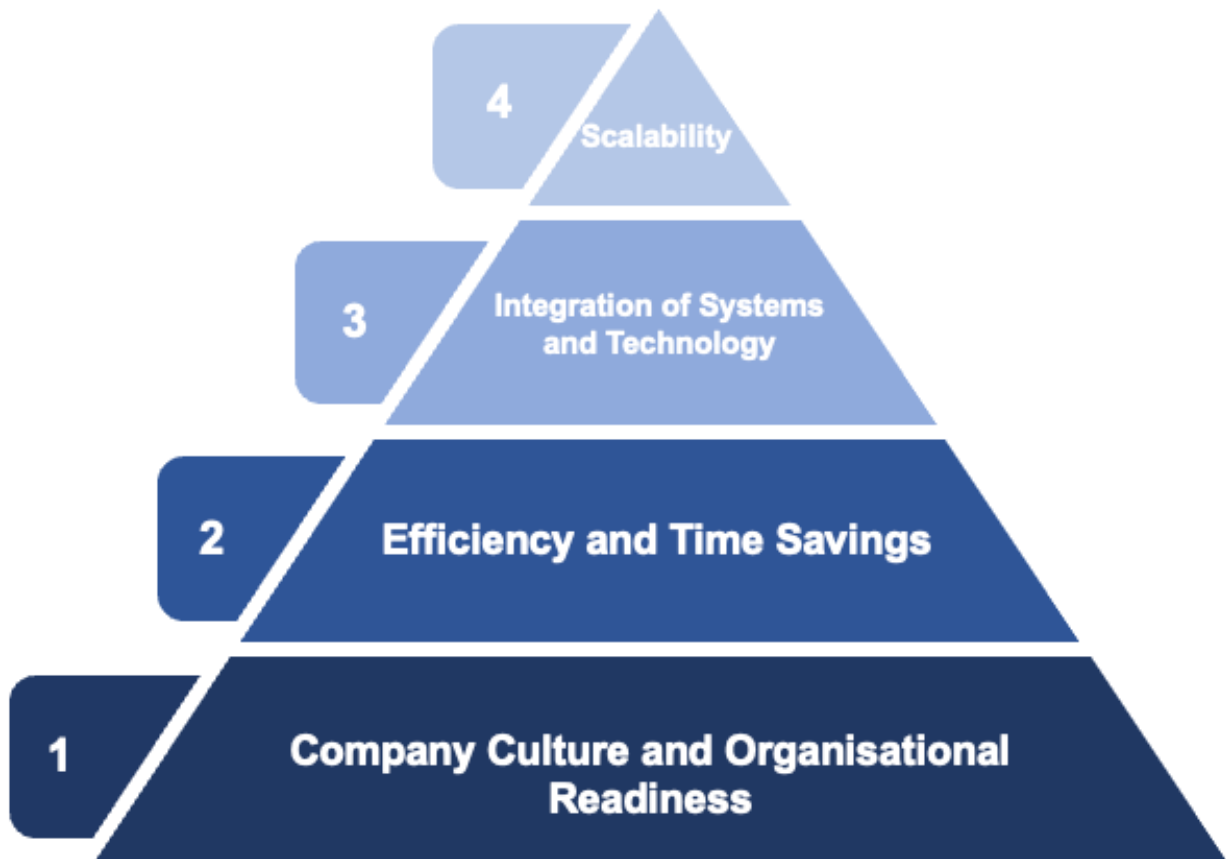 4
Scalability
3
Integration of Systems
and Technology
2
Efficiency and Time Savings
1
Company Culture and Organisational
Readiness